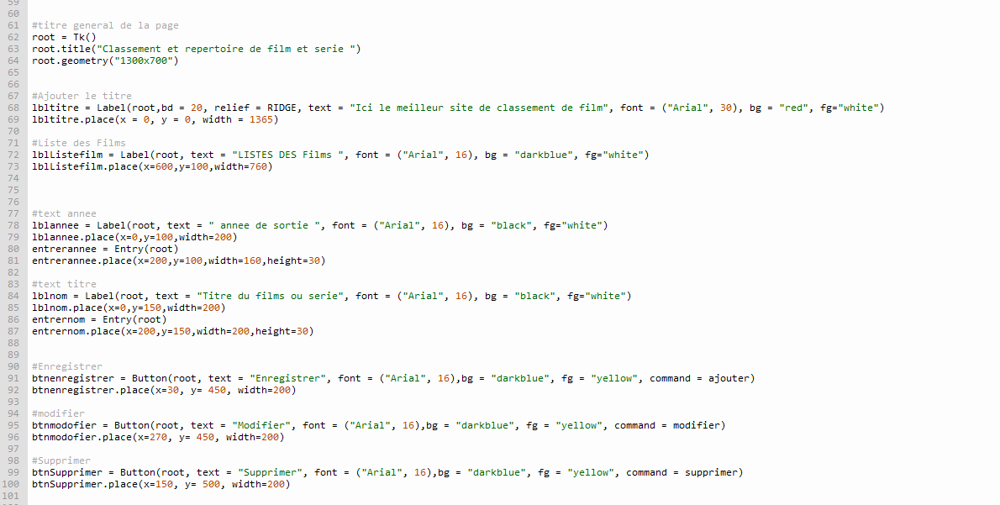 59
60
61 #titre general de la page
62 root = Tk()
63 root.title("Classement et repertoire de film et serie ")
64 root.geometry("1300x700")
65
66
67 #Ajouter le titre
68 lbltitre = Label(root,bd = 20, relief = RIDGE, text = "Ici le meilleur site de classement de film", font = ("Arial", 30), bg = "red", fg="white")
69 lbltitre.place(x = 0, y = 0, width = 1365)
70
71 #Liste des Films
72 lblListefilm = Label(root, text = "LISTES DES Films ", font = ("Arial", 16), bg = "darkblue", fg="white")
73 lblListefilm.place(x=600,y=100,width=760)
74
75
76
77 #text annee
78 lblannee = Label(root, text = " annee de sortie ", font = ("Arial", 16), bg = "black", fg="white")
79 lblannee.place(x=0,y=100,width=200)
80 entrerannee = Entry(root)
81 entrerannee.place(x=200,y=100,width=160,height=30)
82
83 #text titre
84 lblnom = Label(root, text = "Titre du films ou serie", font = ("Arial", 16), bg = "black", fg="white")
85 lblnom.place(x=0,y=150,width=200)
86 entrernom = Entry(root)
87 entrernom.place(x=200,y=150,width=200,height=30)
88
89
90 #Enregistrer
91 btnenregistrer = Button(root, text = "Enregistrer", font = ("Arial", 16),bg = "darkblue", fg = "yellow", command = ajouter)
92 btnenregistrer.place(x=30, y= 450, width=200)
93
94 #modifier
95 btnmodofier = Button(root, text = "Modifier", font = ("Arial", 16),bg = "darkblue", fg = "yellow", command = modifier)
96 btnmodofier.place(x=270, y= 450, width=200)
97
98 #Supprimer
99 btnSupprimer = Button(root, text = "Supprimer", font = ("Arial", 16),bg = "darkblue", fg = "yellow", command = supprimer)
100 btnSupprimer.place(x=150, y= 500, width=200)
101